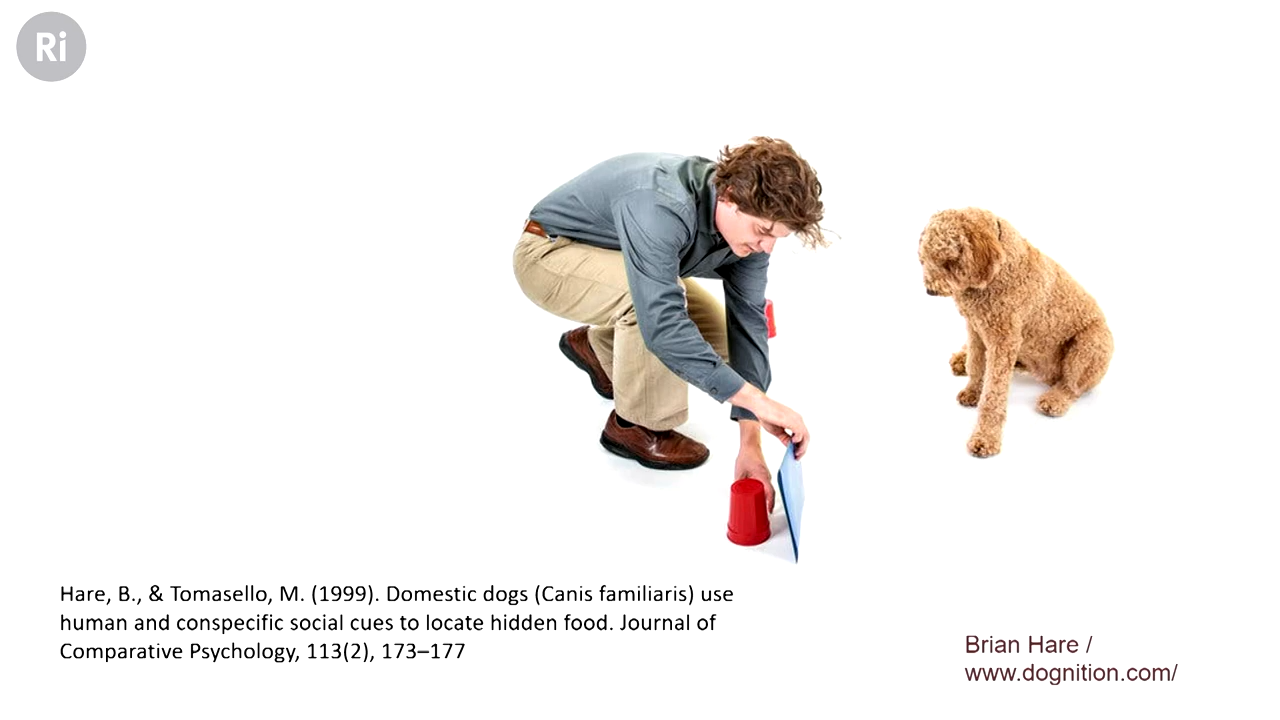 Ri
Hare, B., & Tomasello, M. (1999). Domestic dogs (Canis familiaris) use
human and conspecific social cues to locate hidden food. Journal of
Comparative Psychology, 113(2), 173–177
Brian Hare /
www.dognition.com/